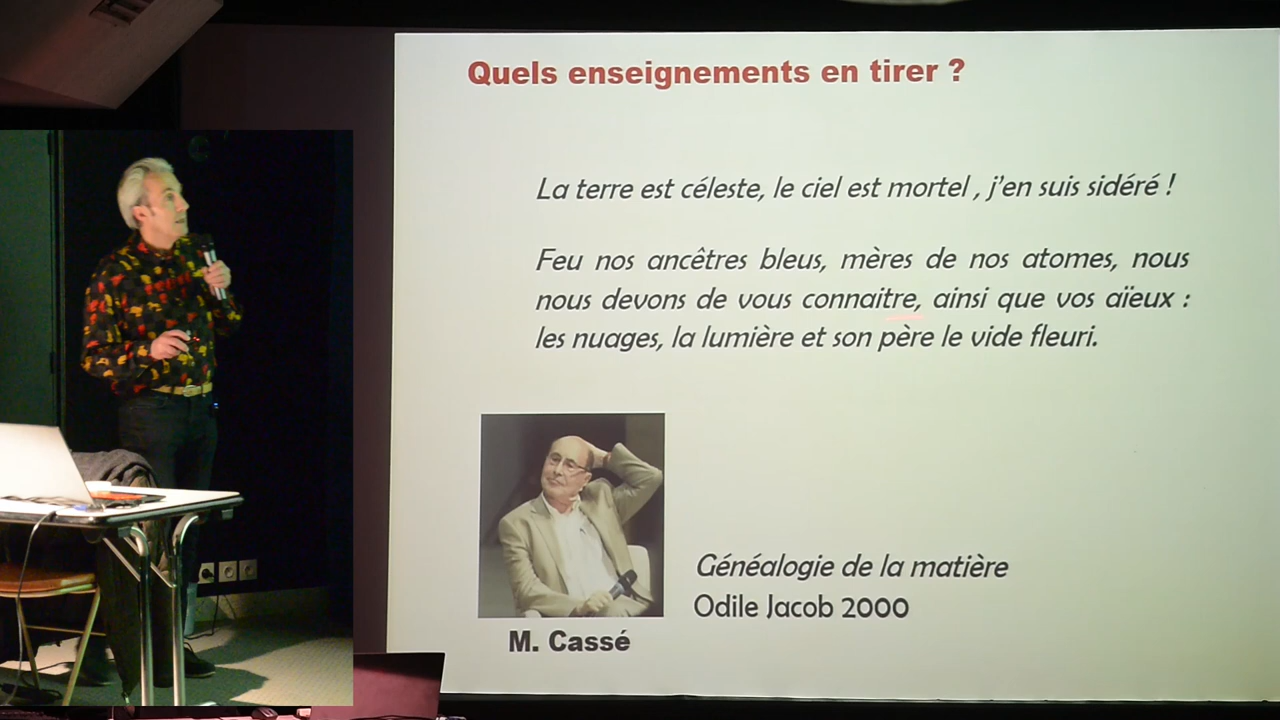 Quels enseignements en tirer ?
La terre est céleste, le ciel est mortel , j'en suis sidéré !
Feu nos ancêtres bleus, mères de nos atomes, nous
nous devons de vous connaitre, ainsi que vos aïeux :
les nuages, la lumière et son père le vide fleuri.
Généalogie de la matière
Odile Jacob 2000
M. Cassé